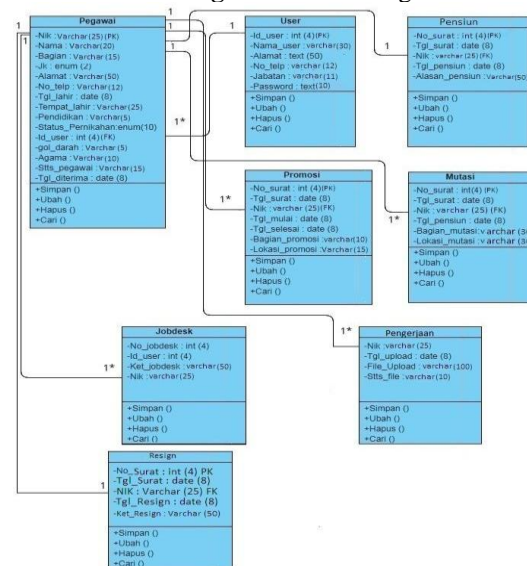 Pegawai
-Nik : Varchar(25)(PK)
-Nama : Varchar(20)
-Bagian : Varchar(15)
-Jk : enum (2)
-Alamat : Varchar(50)
-No_telp : Varchar(12)
-Tgl_lahir : date (8)
-Tempat_lahir : Varchar(25)
-Pendidikan : Varchar(5)
-Status_Pernikahan:enum(10)
-Id_user : int (4)(FK)
-gol_darah : Varchar(5)
-Agama : Varchar(10)
-Stts_pegawai : Varchar(15)
-Tgl_diterima : date (8)
+Simpan ()
+Ubah ()
+Hapus ()
+Cari ()
User
-Id_user : int (4)(PK)
-Nama_user : varchar(30)
-Alamat : text (50)
-No_telp : varchar (12)
-Jabatan : varchar (11)
-Password : text(10)
+Simpan ()
+Ubah ()
+Hapus ()
+Cari ()
Pensiun
-No_surat : int (4)(PK)
-Tgl_surat : date (8)
-Nik : varchar (25)(FK)
-Tgl_pensiun : date (8)
-Alasan_pensiun : Varchar(50)
+Simpan ()
+Ubah ()
+Hapus ()
+Cari ()
1
1
1
1
1
1
1
1*
1*
1*
Promosi
-No_surat : int(4)(PK)
-Tgl_surat : date (8)
-Nik : varchar (25)(FK)
-Tgl_mulai : date (8)
-Tgl_selesai : date (8)
-Bagian_promosi :varchar(10)
-Lokasi_promosi :Varchar(15)
+Simpan ()
+Ubah ()
+Hapus ()
+Cari ()
Mutasi
-No_surat : int(4)(PK)
-Tgl_surat : date (8)
-Nik : varchar (25) (FK)
-Tgl_pensiun : date (8)
-Bagian_mutasi :varchar (3
-Lokasi_mutasi :varchar (3
+Simpan ()
+Ubah ()
+Hapus ()
+Cari ()
Jobdesk
-No_jobdesk : int (4)
-Id_user : int (4)
-Ket_jobdesk : varchar(50)
-Nik : varchar(25)
+Simpan ()
+Ubah ()
+Hapus ()
+Cari ()
1*
Pengerjaan
-Nik : varchar (25)
-Tgl_upload : date (8)
-File_Upload : varchar(100)
-Stts_file : varchar(10)
+Simpan ()
+Ubah ()
+Hapus ()
+Cari ()
1*
Resign
-No_Surat : int (4) PK
-Tgl_Surat : date (8)
-NIK : Varchar (25) FK
-Tgl_Resign : date (8)
-Ket_Resign : Varchar (50)
+Simpan ()
+Ubah ()
+Hapus ()
+Cari ()
1